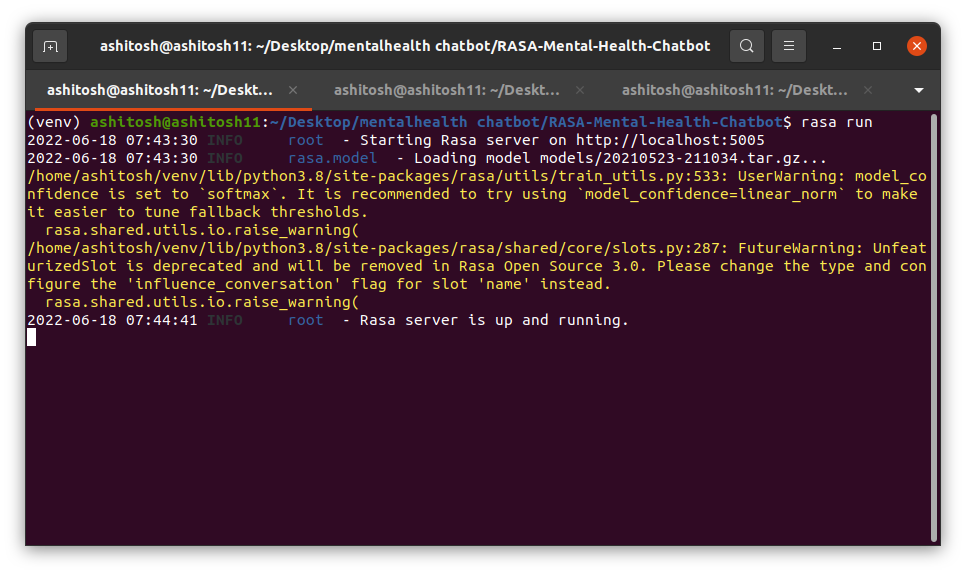 ashitosh@ashitosh11: ~/Desktop/mentalhealth chatbot/RASA-Mental-Health-Chatbot
ashitosh@ashitosh11: ~/Deskt... ashitosh@ashitosh11: ~/Deskt... ashitosh@ashitosh11: ~/Deskt...
(venv) ashitosh@ashitosh11:~/Desktop/mentalhealth chatbot/RASA-Mental-Health-Chatbot$ rasa run
2022-06-18 07:43:30 INFO     root  - Starting Rasa server on http://localhost:5005
2022-06-18 07:43:30 INFO     rasa.model  - Loading model models/20210523-211034.tar.gz...
/home/ashitosh/venv/lib/python3.8/site-packages/rasa/utils/train_utils.py:533: UserWarning: model_co
nfidence is set to `softmax`. It is recommended to try using `model_confidence=linear_norm` to make
it easier to tune fallback thresholds.
  rasa.shared.utils.io.raise_warning(
/home/ashitosh/venv/lib/python3.8/site-packages/rasa/shared/core/slots.py:287: FutureWarning: Unfeat
urizedSlot is deprecated and will be removed in Rasa Open Source 3.0. Please change the type and con
figure the 'influence_conversation' flag for slot 'name' instead.
  rasa.shared.utils.io.raise_warning(
2022-06-18 07:44:41 INFO     root  - Rasa server is up and running.